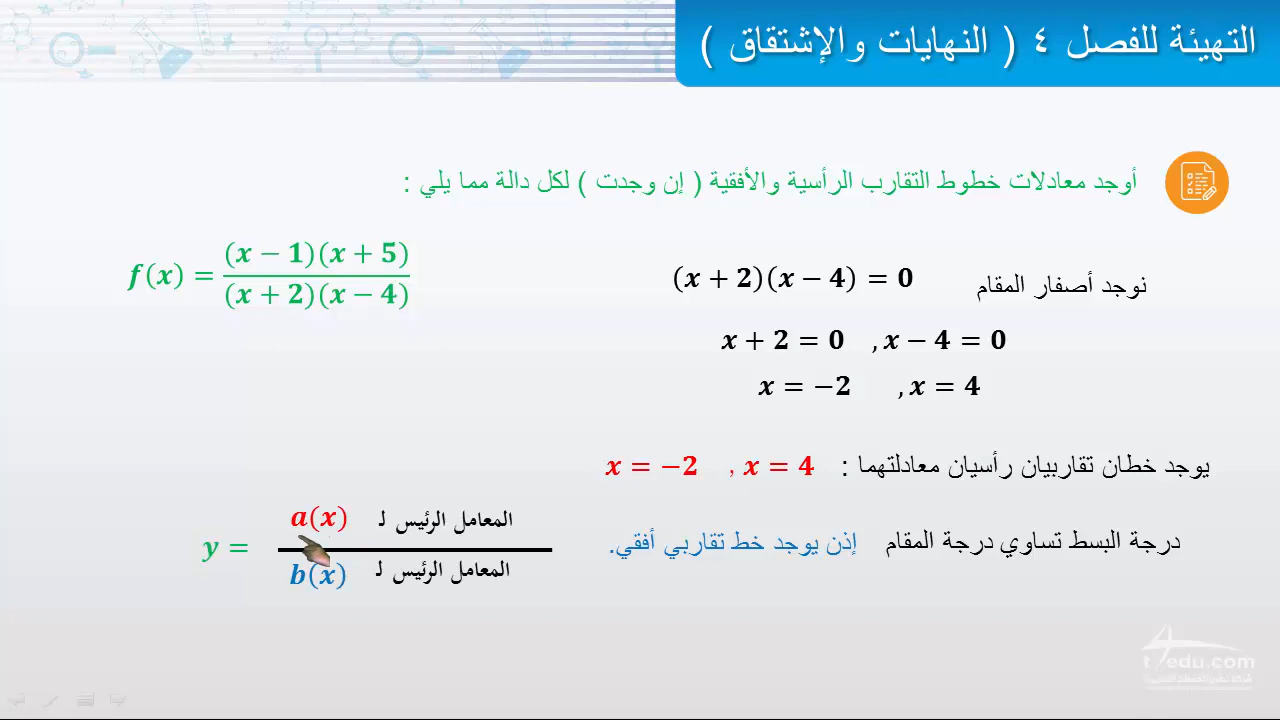 التهيئة للفصل ٤ ( النهايات والإشتقاق )
أوجد معادلات خطوط التقارب الرأسية والأفقية ( إن وجدت ) لكل دالة مما يلي :
f(x) = (x − 1)(x + 5) / (x + 2)(x − 4)
نوجد أصفار المقام (x + 2)(x − 4) = 0
x + 2 = 0 , x − 4 = 0
x = −2 , x = 4
يوجد خطان تقاربيان رأسيان معادلتهما : x = −2 , x = 4
درجة البسط تساوي درجة المقام إذن يوجد خط تقاربي أفقي.
y =
المعامل الرئيس لـ a(x)
المعامل الرئيس لـ b(x)
t4edu.com